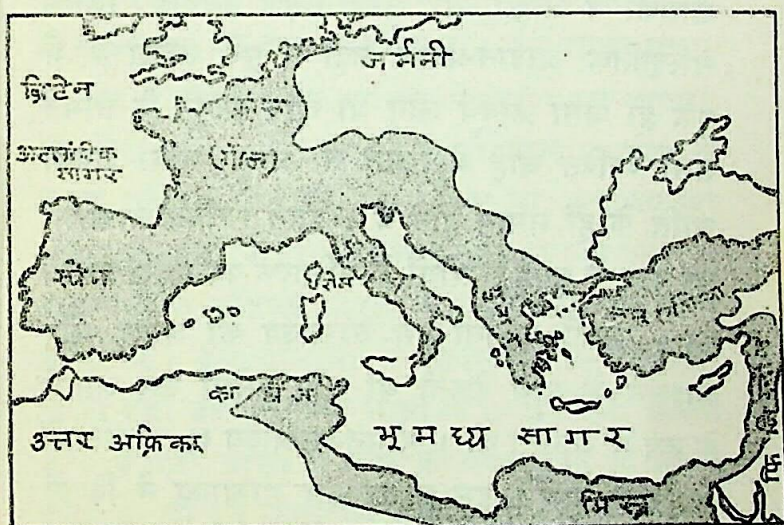 जर्मनी
ब्रिटेन
फ्रांस
अटलांटिक
सागर
(गॉल)
स्पेन
रोम
कार्थेज
उत्तर अफ्रिका
भूमध्य सागर
मिस्त्र